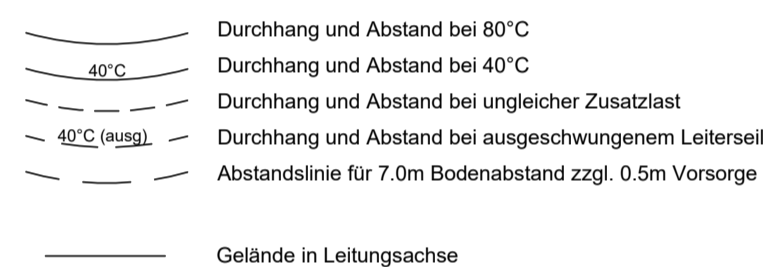 Durchhang und Abstand bei 80°C
40°C Durchhang und Abstand bei 40°C
Durchhang und Abstand bei ungleicher Zusatzlast
40°C (ausg) Durchhang und Abstand bei ausgeschwungenem Leiterseil
Abstandslinie für 7.0m Bodenabstand zzgl. 0.5m Vorsorge
Gelände in Leitungsachse